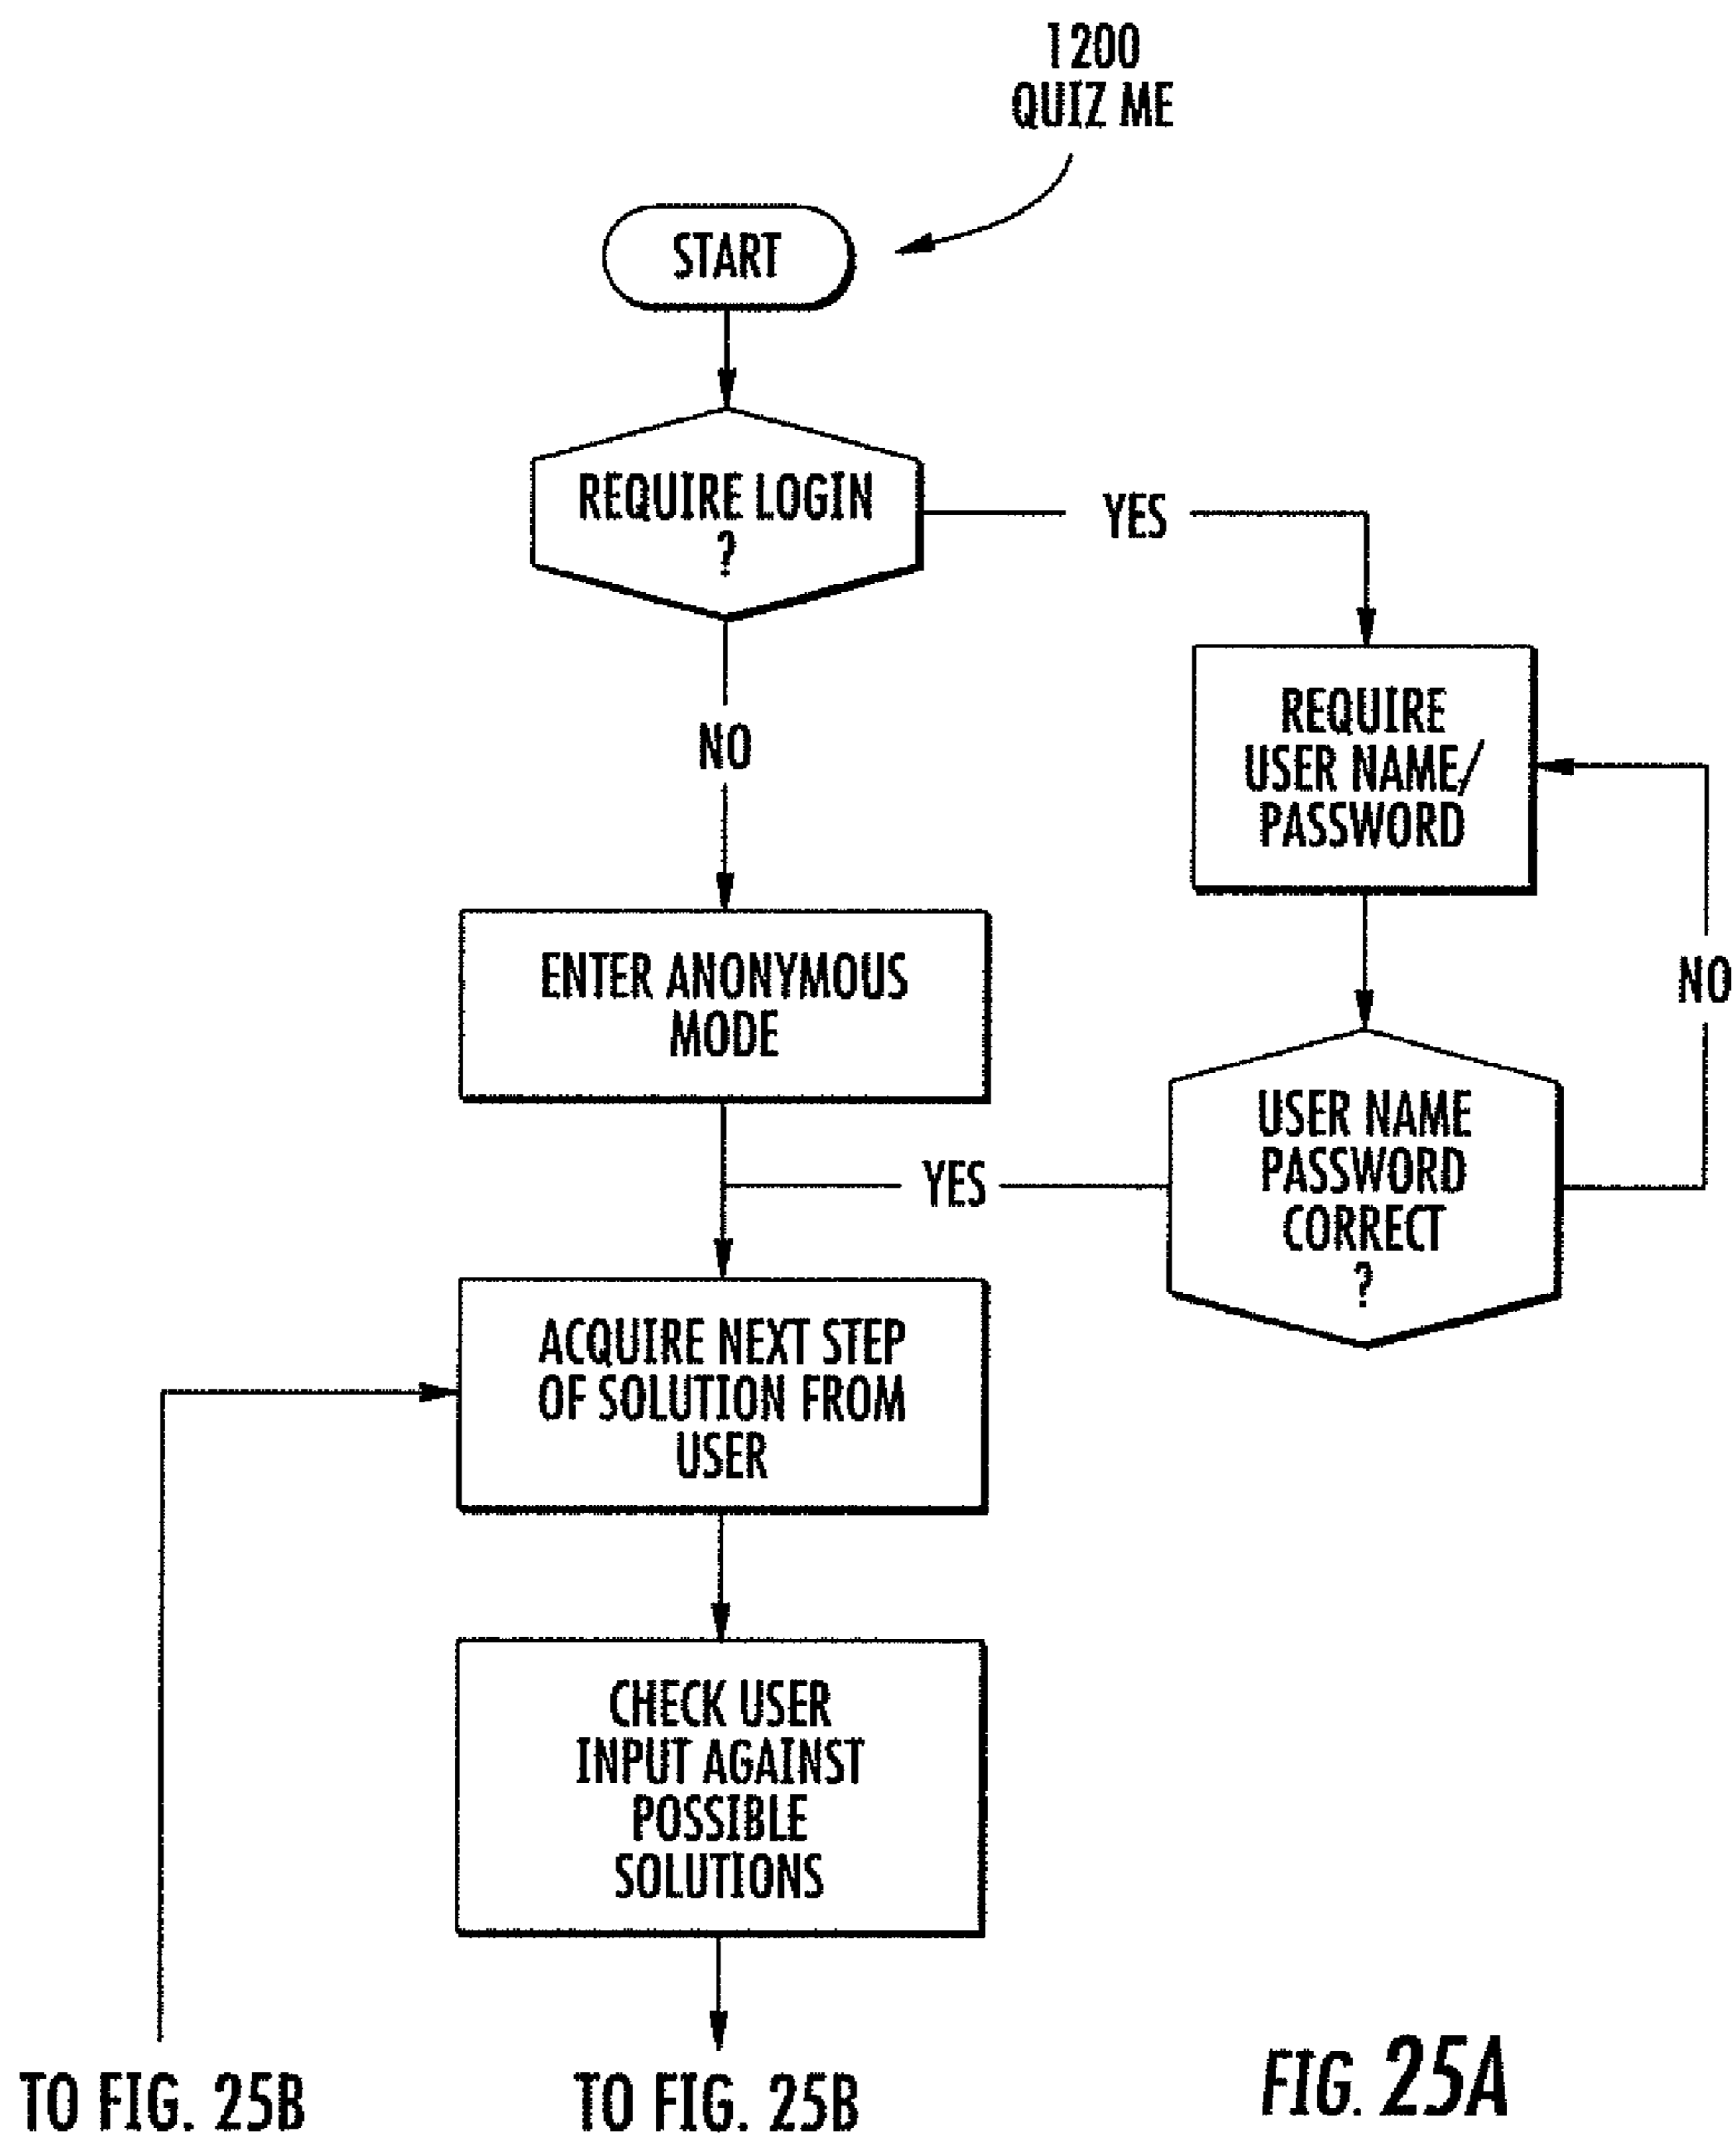 1200
QUIZ ME
START
REQUIRE LOGIN
?
YES
NO
REQUIRE
USER NAME/
PASSWORD
NO
ENTER ANONYMOUS
MODE
USER NAME
PASSWORD
CORRECT
?
YES
ACQUIRE NEXT STEP
OF SOLUTION FROM
USER
CHECK USER
INPUT AGAINST
POSSIBLE
SOLUTIONS
TO FIG. 25B
TO FIG. 25B
FIG. 25A